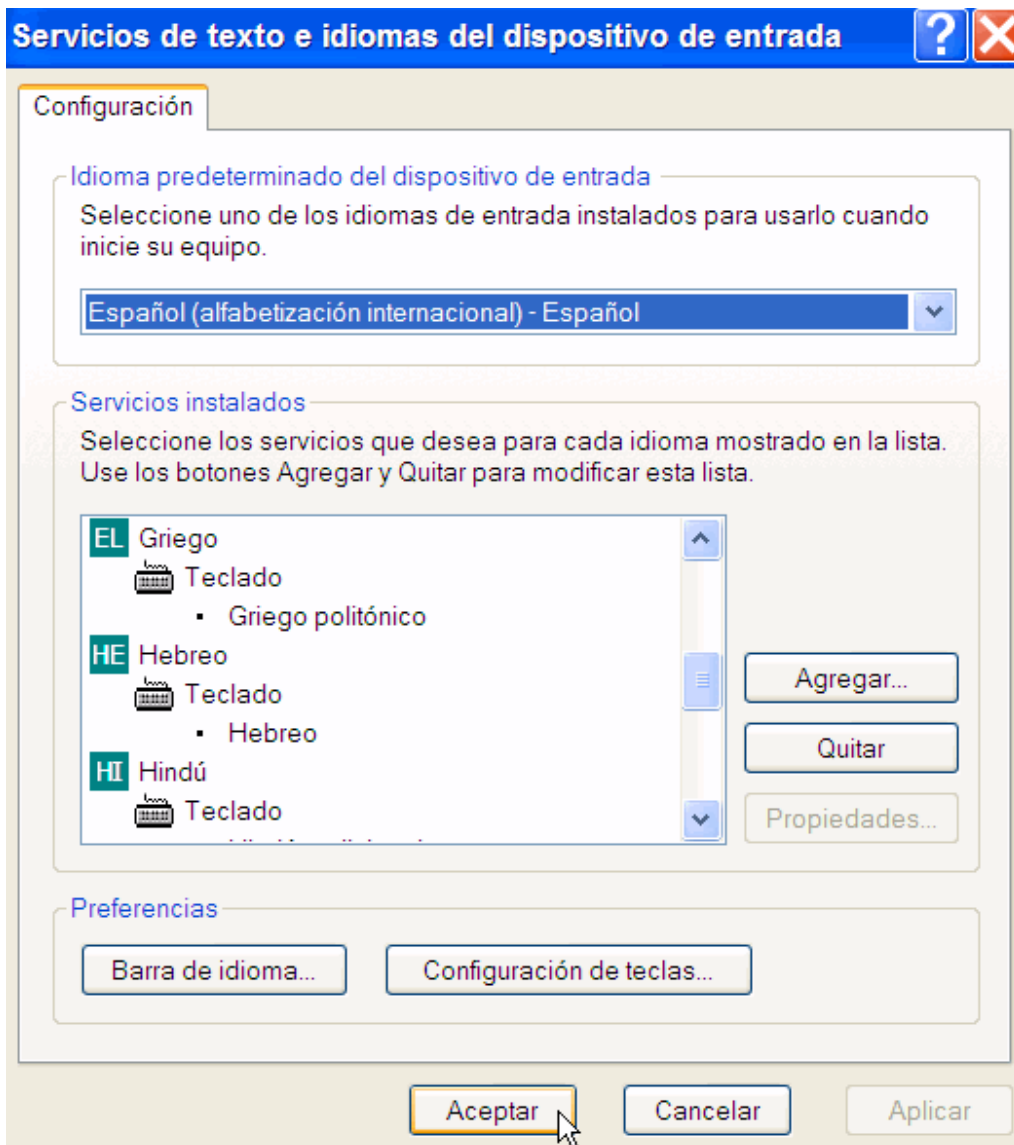 Servicios de texto e idiomas del dispositivo de entrada
Configuración
Idioma predeterminado del dispositivo de entrada
Seleccione uno de los idiomas de entrada instalados para usarlo cuando
inicie su equipo.
Español (alfabetización internacional) - Español
Servicios instalados
Seleccione los servicios que desea para cada idioma mostrado en la lista.
Use los botones Agregar y Quitar para modificar esta lista.
EL Griego
Teclado
▪ Griego politónico
HE Hebreo
Teclado
▪ Hebreo
HI Hindú
Teclado
Agregar...
Quitar
Propiedades...
Preferencias
Barra de idioma...
Configuración de teclas...
Aceptar
Cancelar
Aplicar